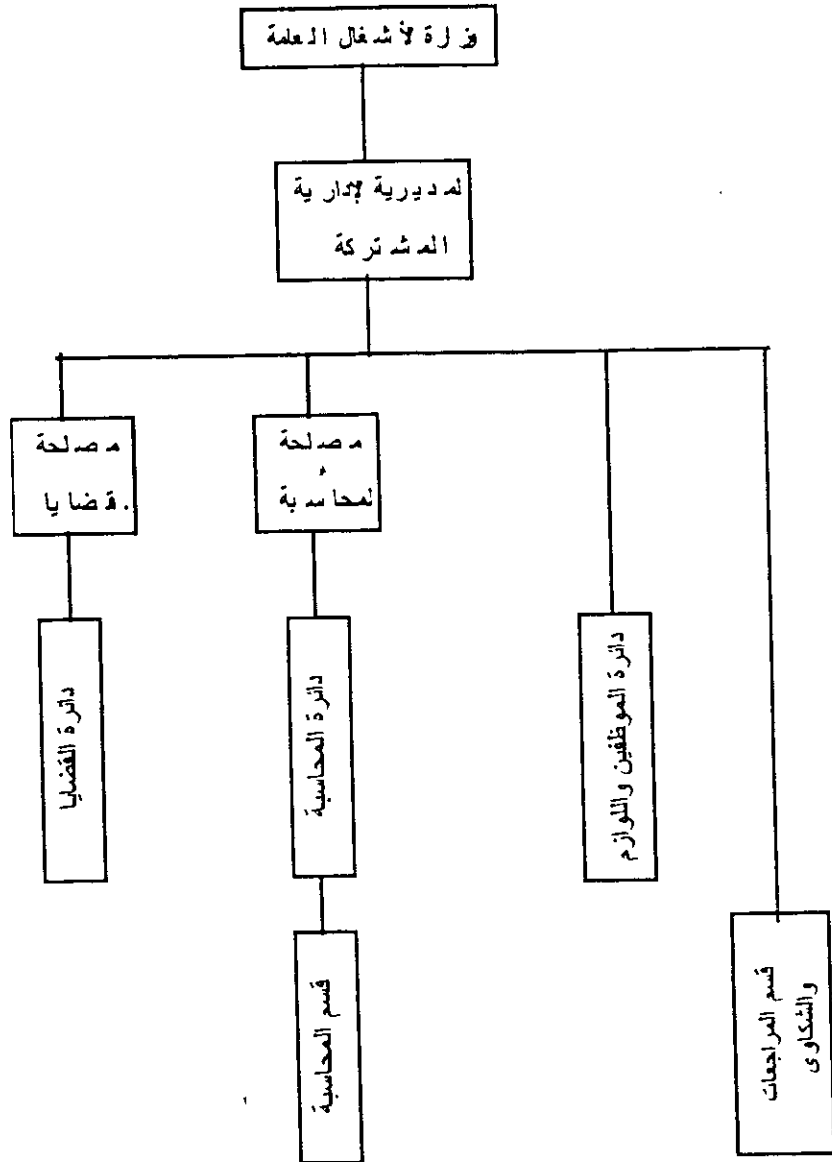 وزارة الأشغال العامة
المديرية الإدارية
المشتركة
قسم المراجعات
والشكاوى
دائرة الموظفين واللوازم
مصلحة
المحاسبة
دائرة المحاسبة
قسم المحاسبة
مصلحة
قضايا
دائرة القضايا